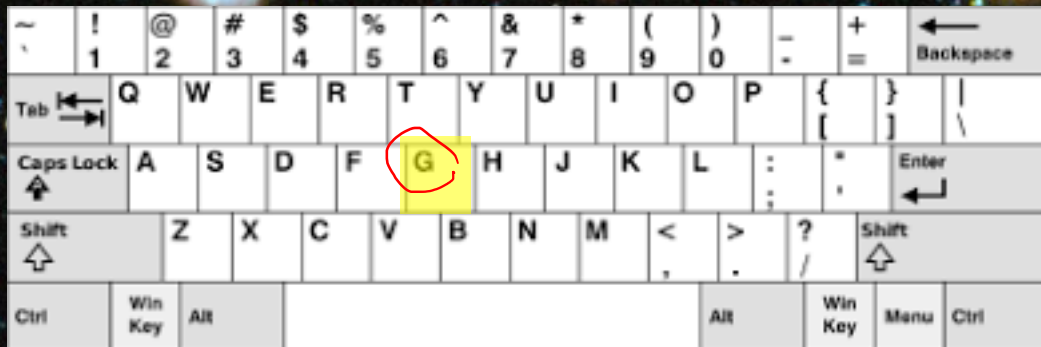 ~ ! @ # $ % ^ & * ( ) _ +
` 1 2 3 4 5 6 7 8 9 0 - = Backspace
Tab Q W E R T Y U I O P { } |
[ ] \
Caps Lock A S D F G H J K L : " Enter
; '
Shift Z X C V B N M < > ? Shift
, . /
Ctrl Win Key Alt Alt Win Key Menu Ctrl